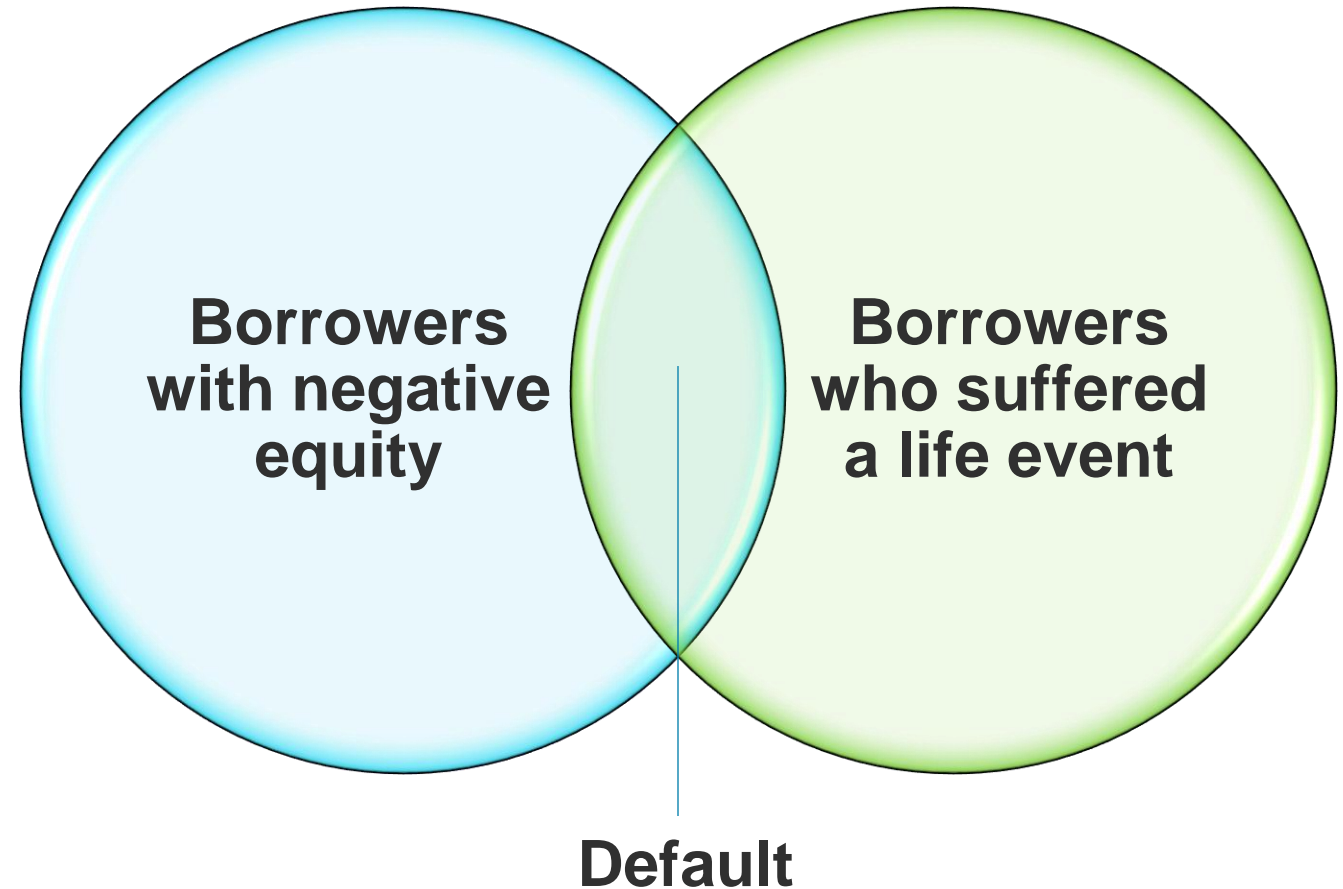 Borrowers
with negative
equity
Borrowers
who suffered
a life event
Default